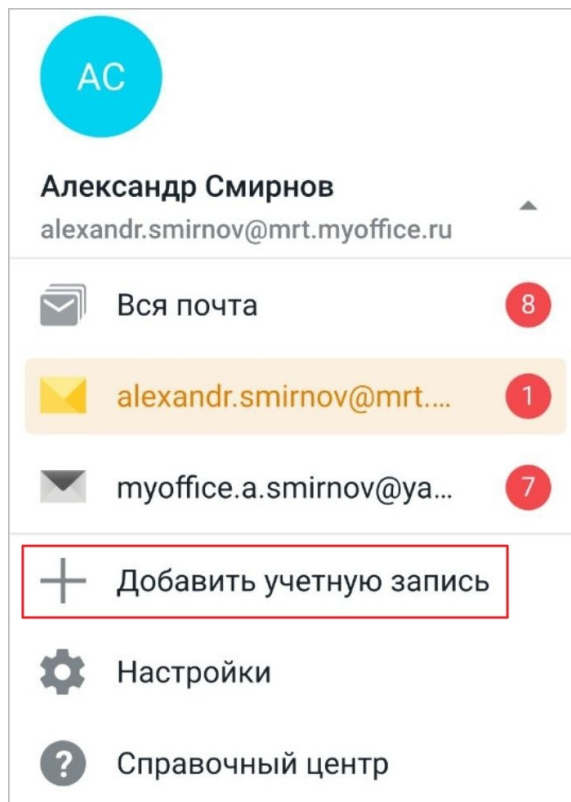 АС
Александр Смирнов
alexandr.smirnov@mrt.myoffice.ru
Вся почта 8
alexandr.smirnov@mrt.... 1
myoffice.a.smirnov@ya... 7
Добавить учетную запись
Настройки
? Справочный центр